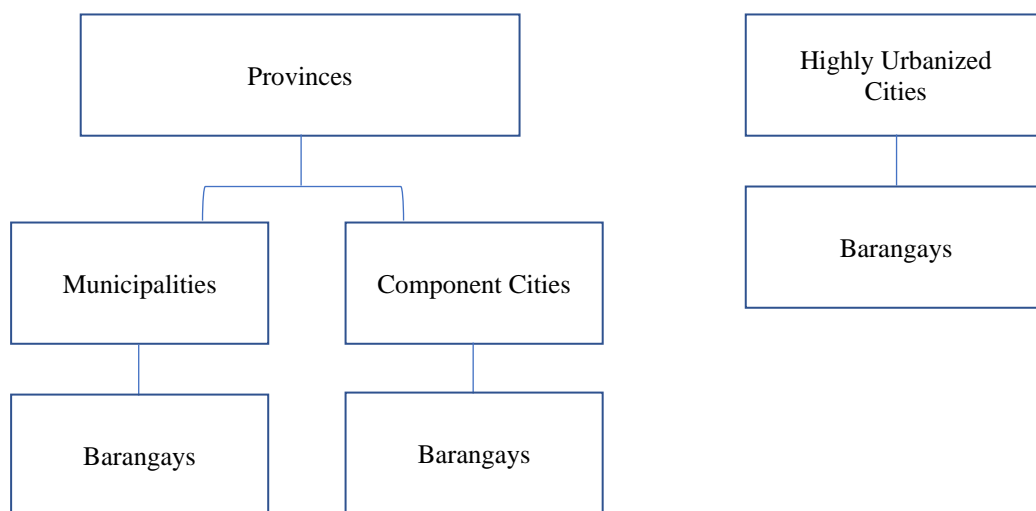 Provinces
Highly Urbanized
Cities
Municipalities
Component Cities
Barangays
Barangays
Barangays